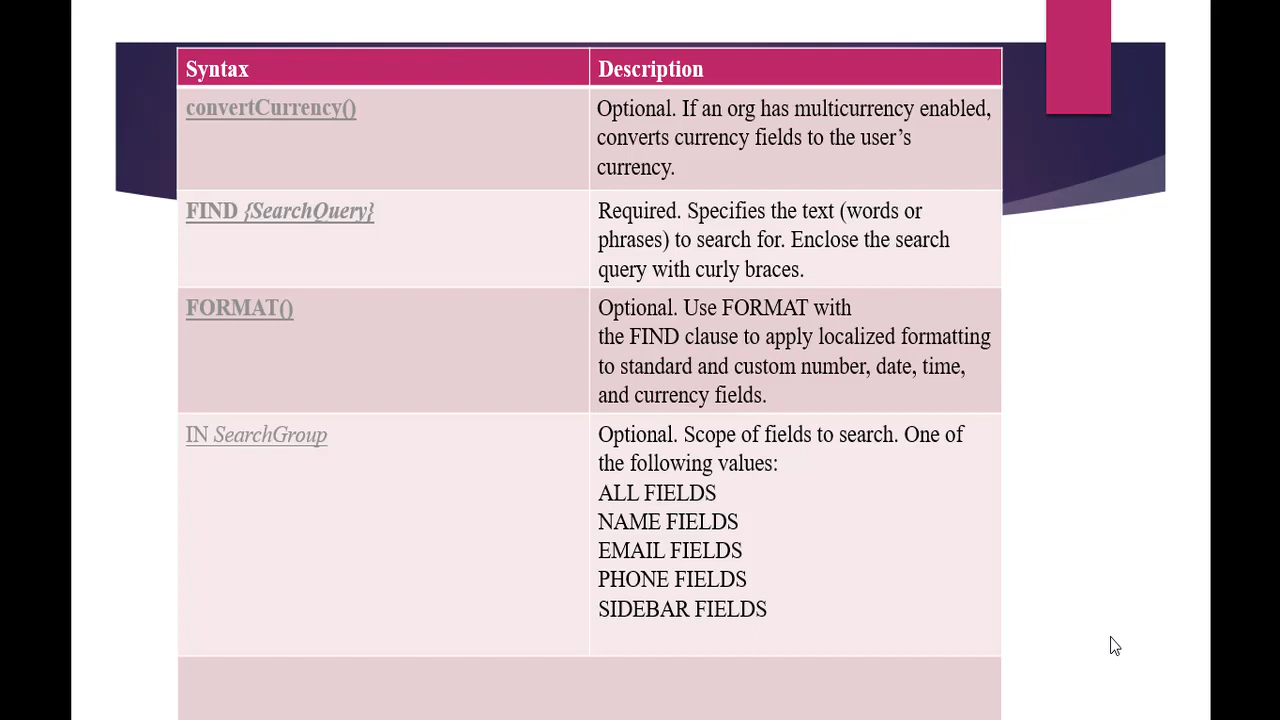 Syntax
Description
convertCurrency()
Optional. If an org has multicurrency enabled,
converts currency fields to the user’s
currency.
FIND {SearchQuery}
Required. Specifies the text (words or
phrases) to search for. Enclose the search
query with curly braces.
FORMAT()
Optional. Use FORMAT with
the FIND clause to apply localized formatting
to standard and custom number, date, time,
and currency fields.
IN SearchGroup
Optional. Scope of fields to search. One of
the following values:
ALL FIELDS
NAME FIELDS
EMAIL FIELDS
PHONE FIELDS
SIDEBAR FIELDS